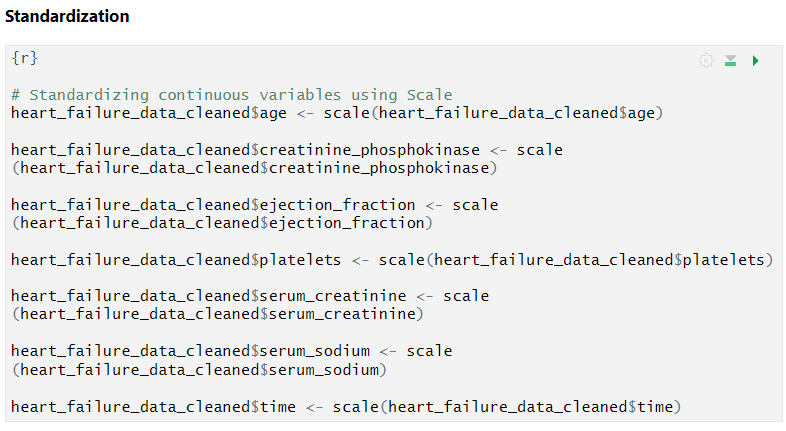 Standardization
{r}
# Standardizing continuous variables using Scale
heart_failure_data_cleaned$age <- scale(heart_failure_data_cleaned$age)
heart_failure_data_cleaned$creatinine_phosphokinase <- scale
(heart_failure_data_cleaned$creatinine_phosphokinase)
heart_failure_data_cleaned$ejection_fraction <- scale
(heart_failure_data_cleaned$ejection_fraction)
heart_failure_data_cleaned$platelets <- scale(heart_failure_data_cleaned$platelets)
heart_failure_data_cleaned$serum_creatinine <- scale
(heart_failure_data_cleaned$serum_creatinine)
heart_failure_data_cleaned$serum_sodium <- scale
(heart_failure_data_cleaned$serum_sodium)
heart_failure_data_cleaned$time <- scale(heart_failure_data_cleaned$time)